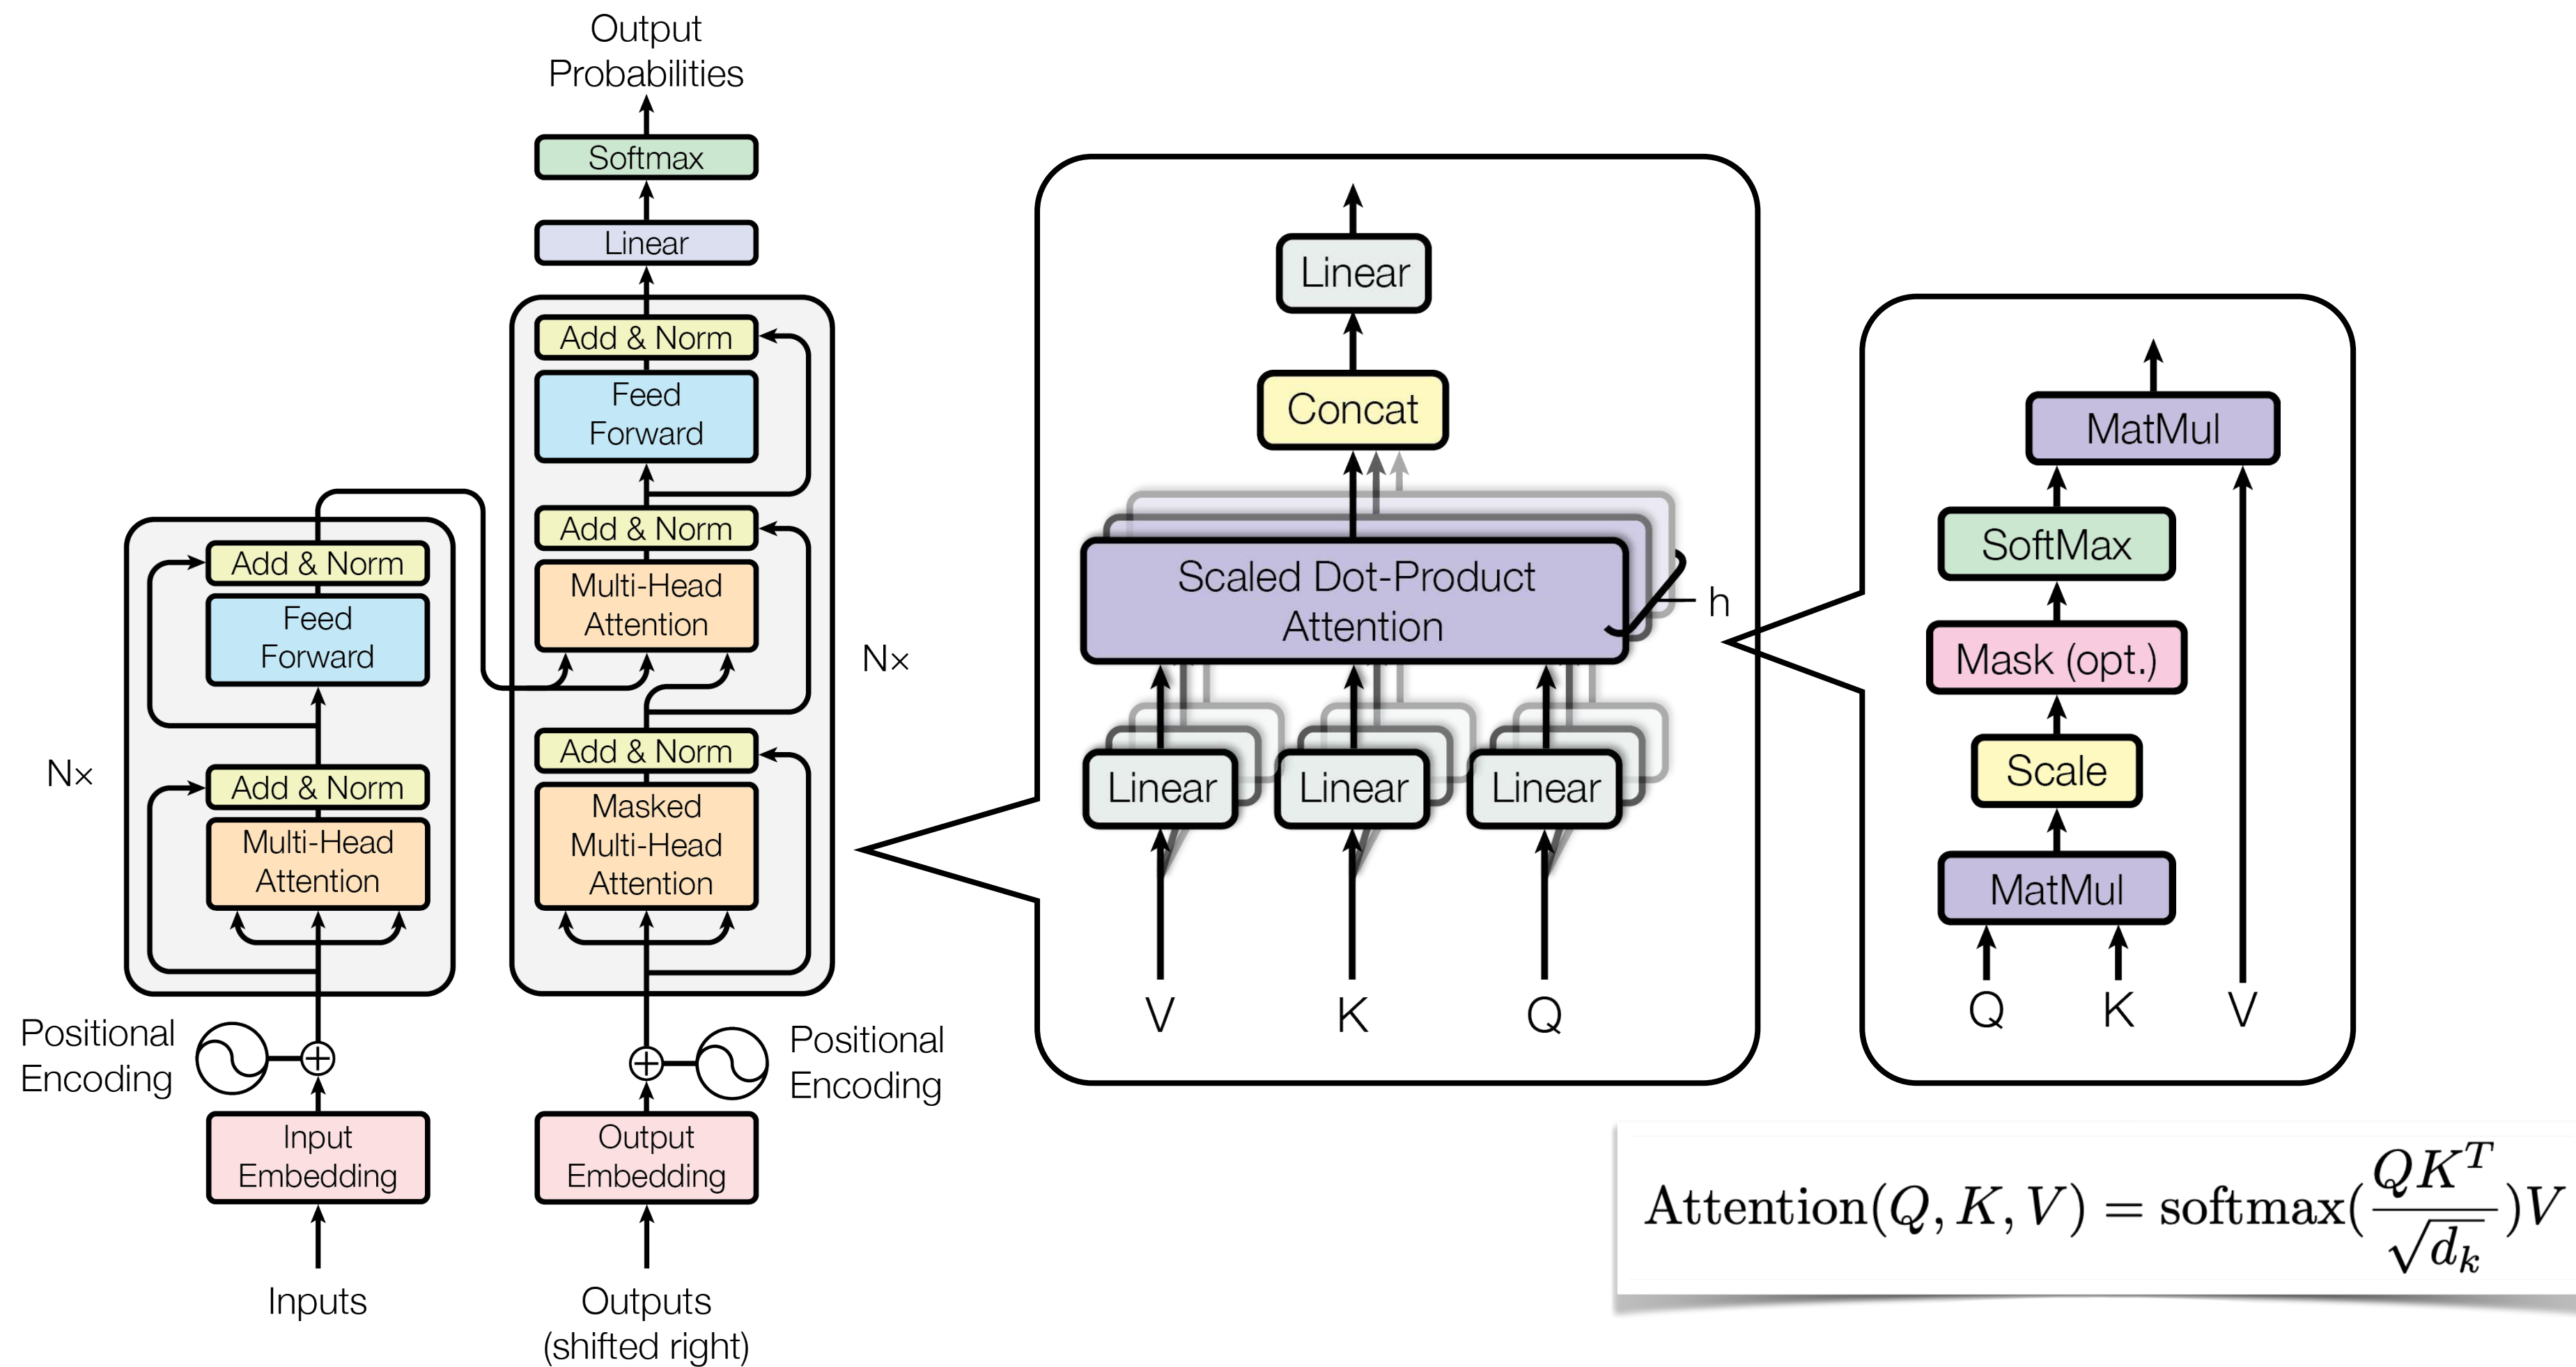 Output
Probabilities
Softmax
Linear
Add & Norm
Feed
Forward
Add & Norm
Multi-Head
Attention
Nx
Add & Norm
Masked
Multi-Head
Attention
Add & Norm
Feed
Forward
Nx
Add & Norm
Multi-Head
Attention
Positional
Encoding
Positional
Encoding
Input
Embedding
Output
Embedding
Inputs
Outputs
(shifted right)
Linear
Concat
Scaled Dot-Product
Attention
h
Linear Linear Linear
V K Q
MatMul
SoftMax
Mask (opt.)
Scale
MatMul
Q K V
Attention(Q, K, V) = softmax(QK^T / √d_k)V